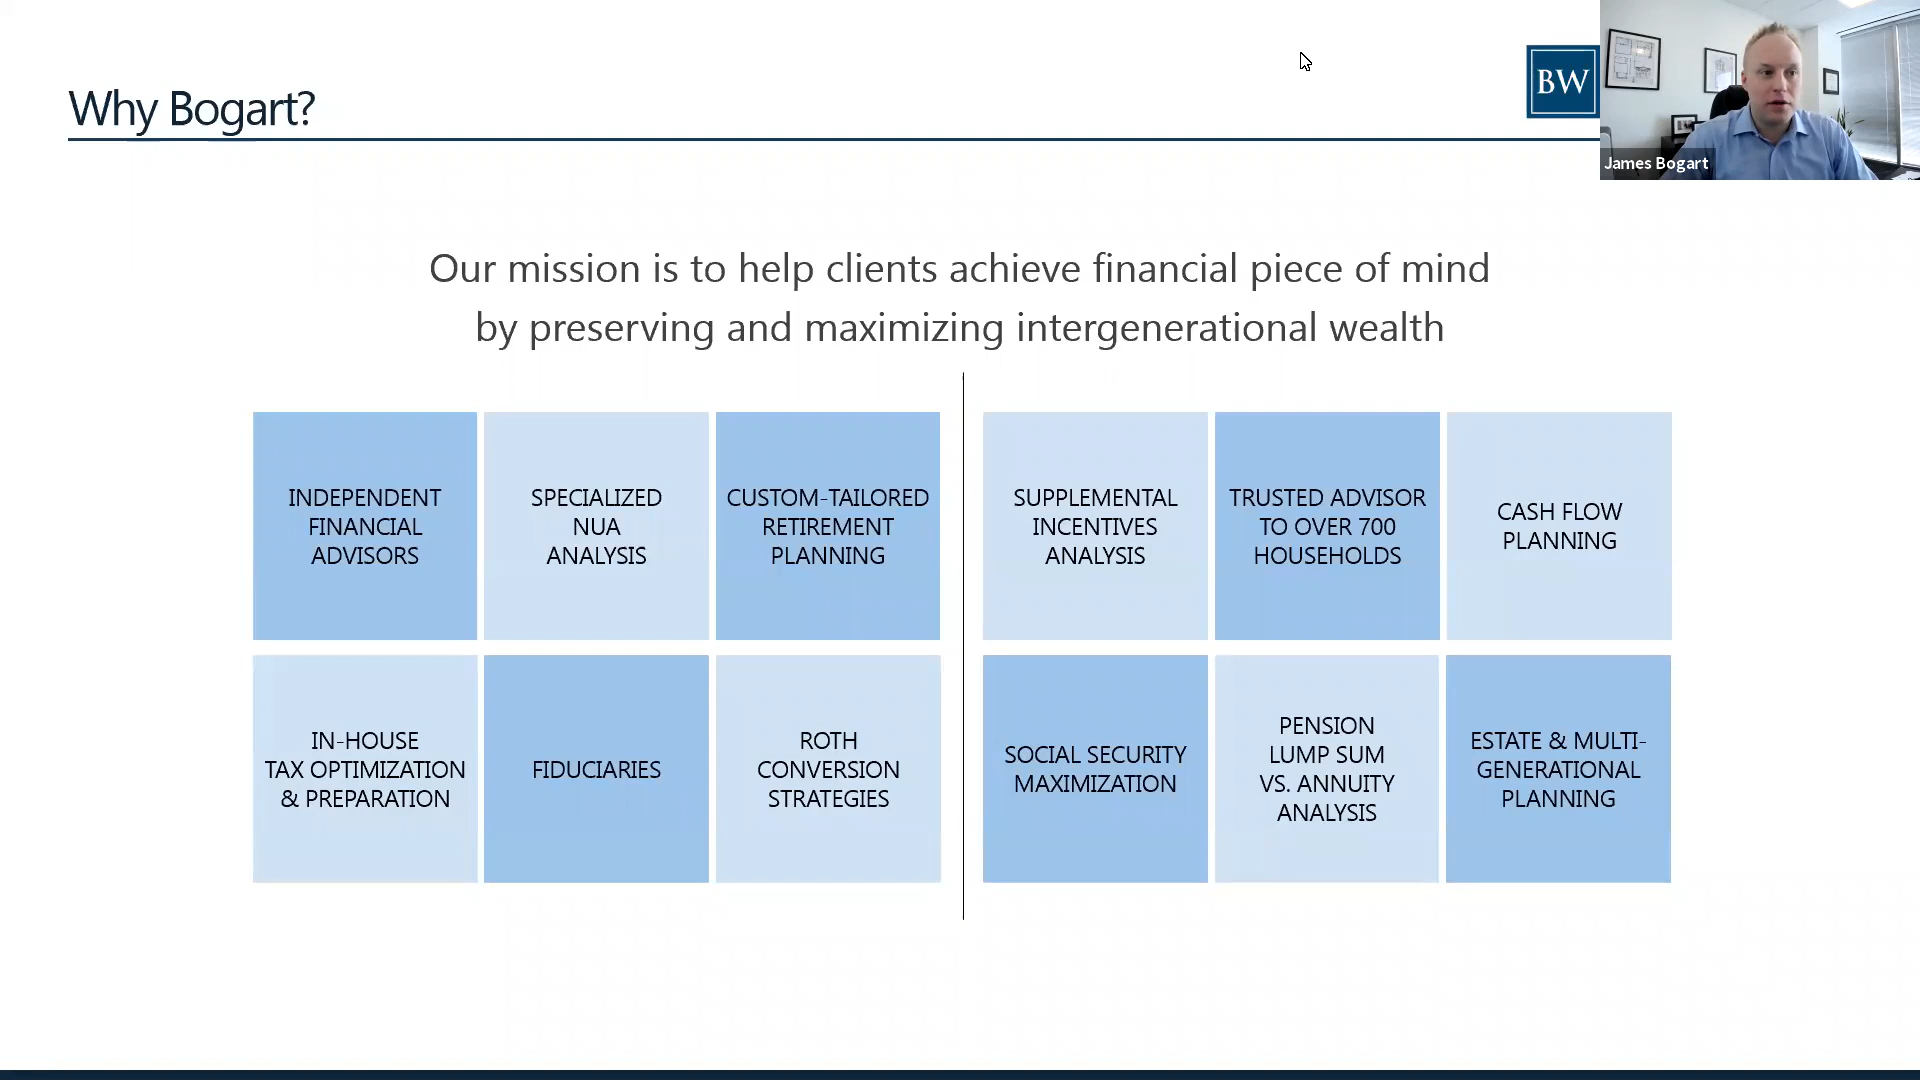 Why Bogart?
BW
James Bogart
Our mission is to help clients achieve financial piece of mind
by preserving and maximizing intergenerational wealth
INDEPENDENT
FINANCIAL
ADVISORS
SPECIALIZED
NUA
ANALYSIS
CUSTOM-TAILORED
RETIREMENT
PLANNING
SUPPLEMENTAL
INCENTIVES
ANALYSIS
TRUSTED ADVISOR
TO OVER 700
HOUSEHOLDS
CASH FLOW
PLANNING
IN-HOUSE
TAX OPTIMIZATION
& PREPARATION
FIDUCIARIES
ROTH
CONVERSION
STRATEGIES
SOCIAL SECURITY
MAXIMIZATION
PENSION
LUMP SUM
VS. ANNUITY
ANALYSIS
ESTATE & MULTI-
GENERATIONAL
PLANNING